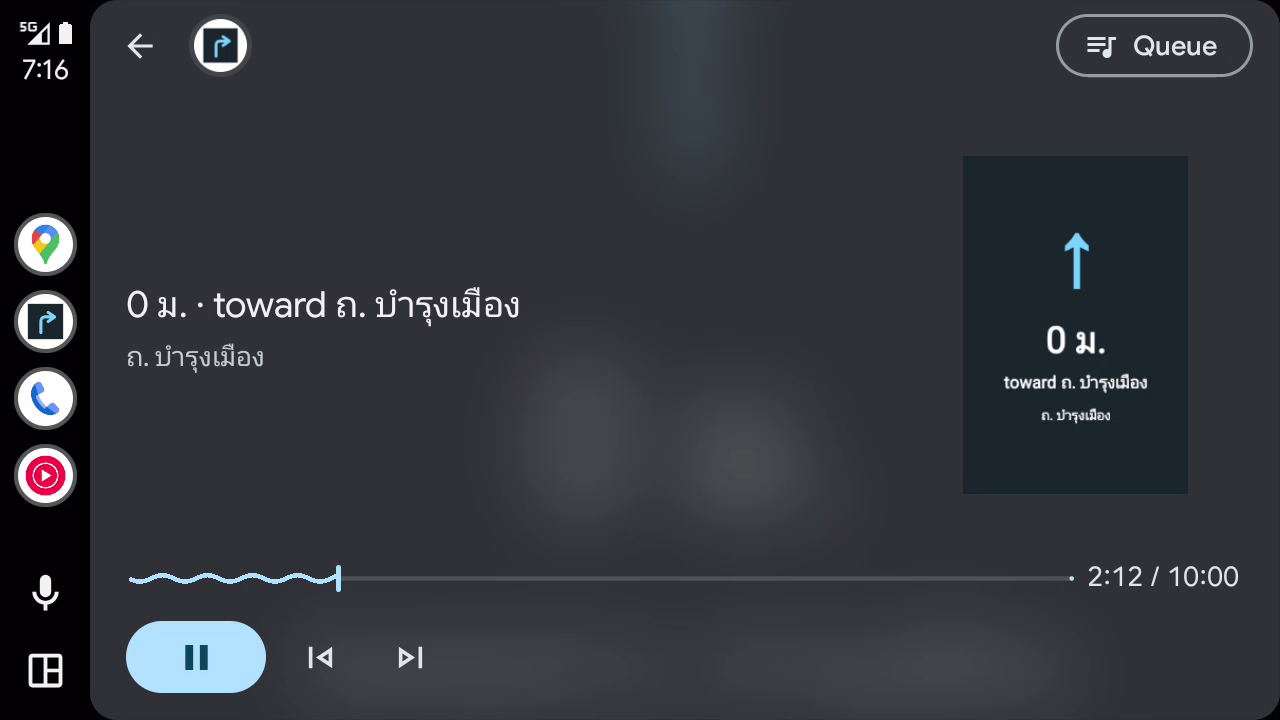 5G
7:16
Queue
0 ม. · toward ถ. บำรุงเมือง
ถ. บำรุงเมือง
0 ม.
toward ถ. บำรุงเมือง
ถ. บำรุงเมือง
2:12 / 10:00